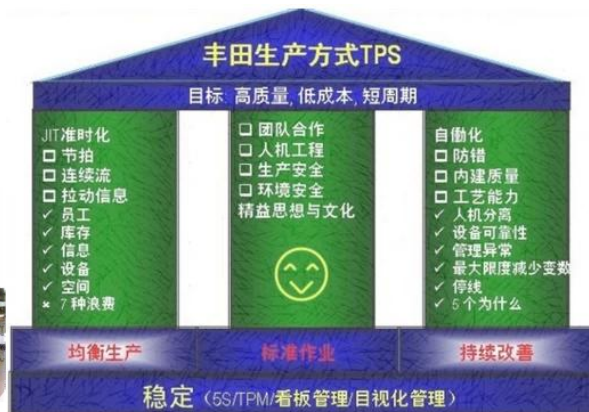 丰田生产方式TPS
目标: 高质量, 低成本, 短周期
JIT准时化
节拍
连续流
拉动信息
员工
库存
信息
设备
空间
7种浪费
团队合作
人机工程
生产安全
环境安全
精益思想与文化
自働化
防错
内建质量
工艺能力
人机分离
设备可靠性
管理异常
最大限度减少变数
停线
5个为什么
均衡生产
标准作业
持续改善
稳定（5S/TPM/看板管理/目视化管理）